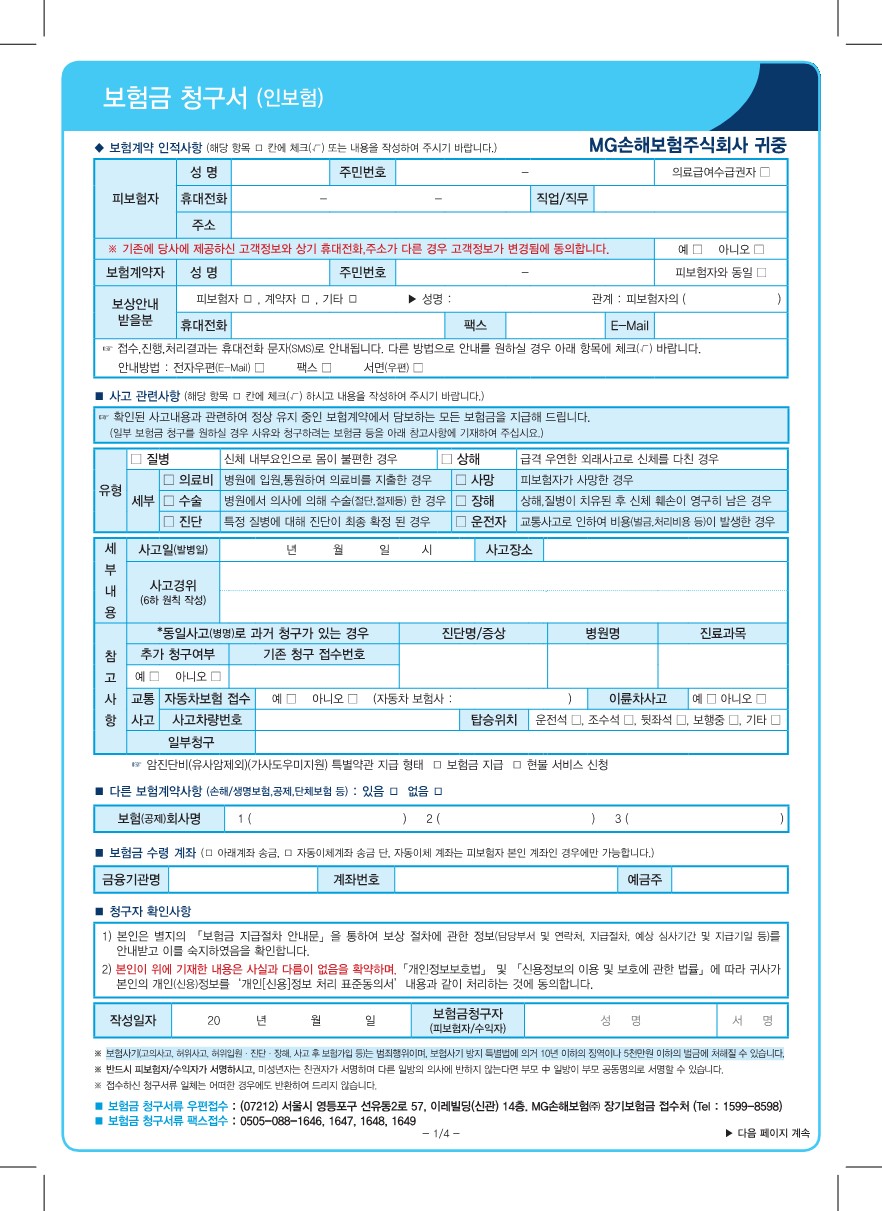 보험금 청구서 (인보험)
◆ 보험계약 인적사항 (해당 항목 □ 칸에 체크(√) 또는 내용을 작성하여 주시기 바랍니다.)
MG손해보험주식회사 귀중
피보험자 성 명 주민번호 – 의료급여수급권자 □
휴대전화 – – 직업/직무
주소
※ 기존에 당사에 제공하신 고객정보와 상기 휴대전화,주소가 다른 경우 고객정보가 변경됨에 동의합니다. 예 □ 아니오 □
보험계약자 성 명 주민번호 – 피보험자와 동일 □
보상안내 받을분 피보험자 □ , 계약자 □ , 기타 □ ▶ 성명 : 관계 : 피보험자의 ( )
휴대전화 팩스 E-Mail
☞ 접수,진행,처리결과는 휴대전화 문자(SMS)로 안내됩니다. 다른 방법으로 안내를 원하실 경우 아래 항목에 체크(√) 바랍니다.
안내방법 : 전자우편(E-Mail) □ 팩스 □ 서면(우편) □
■ 사고 관련사항 (해당 항목 □ 칸에 체크(√) 하시고 내용을 작성하여 주시기 바랍니다.)
☞ 확인된 사고내용과 관련하여 정상 유지 중인 보험계약에서 담보하는 모든 보험금을 지급해 드립니다.
(일부 보험금 청구를 원하실 경우 사유와 청구하려는 보험금 등을 아래 참고사항에 기재하여 주십시요.)
유형 □ 질병 신체 내부요인으로 몸이 불편한 경우 □ 상해 급격 우연한 외래사고로 신체를 다친 경우
세부 □ 의료비 병원에 입원,통원하여 의료비를 지출한 경우 □ 사망 피보험자가 사망한 경우
□ 수술 병원에서 의사에 의해 수술(절단,절제등) 한 경우 □ 장해 상해,질병이 치유된 후 신체 훼손이 영구히 남은 경우
□ 진단 특정 질병에 대해 진단이 최종 확정 된 경우 □ 운전자 교통사고로 인하여 비용(벌금,처리비용 등)이 발생한 경우
세부내용 사고일(발병일) 년 월 일 시 사고장소
사고경위
(6하 원칙 작성)
참고사항 *동일사고(병명)로 과거 청구가 있는 경우 진단명/증상 병원명 진료과목
추가 청구여부 기존 청구 접수번호
예 □ 아니오 □
교통사고 자동차보험 접수 예 □ 아니오 □ (자동차 보험사 : ) 이륜차사고 예 □ 아니오 □
사고차량번호 탑승위치 운전석 □, 조수석 □, 뒷좌석 □, 보행중 □, 기타 □
일부청구
☞ 암진단비(유사암제외)(가사도우미지원) 특별약관 지급 형태 □ 보험금 지급 □ 현물 서비스 신청
■ 다른 보험계약사항 (손해/생명보험,공제,단체보험 등) : 있음 □ 없음 □
보험(공제)회사명 1 ( ) 2 ( ) 3 ( )
■ 보험금 수령 계좌 (□ 아래계좌 송금, □ 자동이체계좌 송금 단, 자동이체 계좌는 피보험자 본인 계좌인 경우에만 가능합니다.)
금융기관명 계좌번호 예금주
■ 청구자 확인사항
1) 본인은 별지의 「보험금 지급절차 안내문」을 통하여 보상 절차에 관한 정보(담당부서 및 연락처, 지급절차, 예상 심사기간 및 지급기일 등)를
안내받고 이를 숙지하였음을 확인합니다.
2) 본인이 위에 기재한 내용은 사실과 다름이 없음을 확약하며, 「개인정보보호법」 및 「신용정보의 이용 및 보호에 관한 법률」에 따라 귀사가
본인의 개인(신용)정보를 '개인[신용]정보 처리 표준동의서' 내용과 같이 처리하는 것에 동의합니다.
작성일자 20 년 월 일 보험금청구자 (피보험자/수익자) 성 명 서 명
※ 보험사기(고의사고, 허위사고, 허위입원·진단·장해, 사고 후 보험가입 등)는 범죄행위이며, 보험사기 방지 특별법에 의거 10년 이하의 징역이나 5천만원 이하의 벌금에 처해질 수 있습니다.
※ 반드시 피보험자/수익자가 서명하시고, 미성년자는 친권자가 서명하며 다른 일방의 의사에 반하지 않는다면 부모 中 일방이 부모 공동명의로 서명할 수 있습니다.
※ 접수하신 청구서류 일체는 어떠한 경우에도 반환하여 드리지 않습니다.
■ 보험금 청구서류 우편접수 : (07212) 서울시 영등포구 선유동2로 57, 이레빌딩(신관) 14층, MG손해보험㈜ 장기보험금 접수처 (Tel : 1599-8598)
■ 보험금 청구서류 팩스접수 : 0505-088-1646, 1647, 1648, 1649
– 1/4 –
▶ 다음 페이지 계속